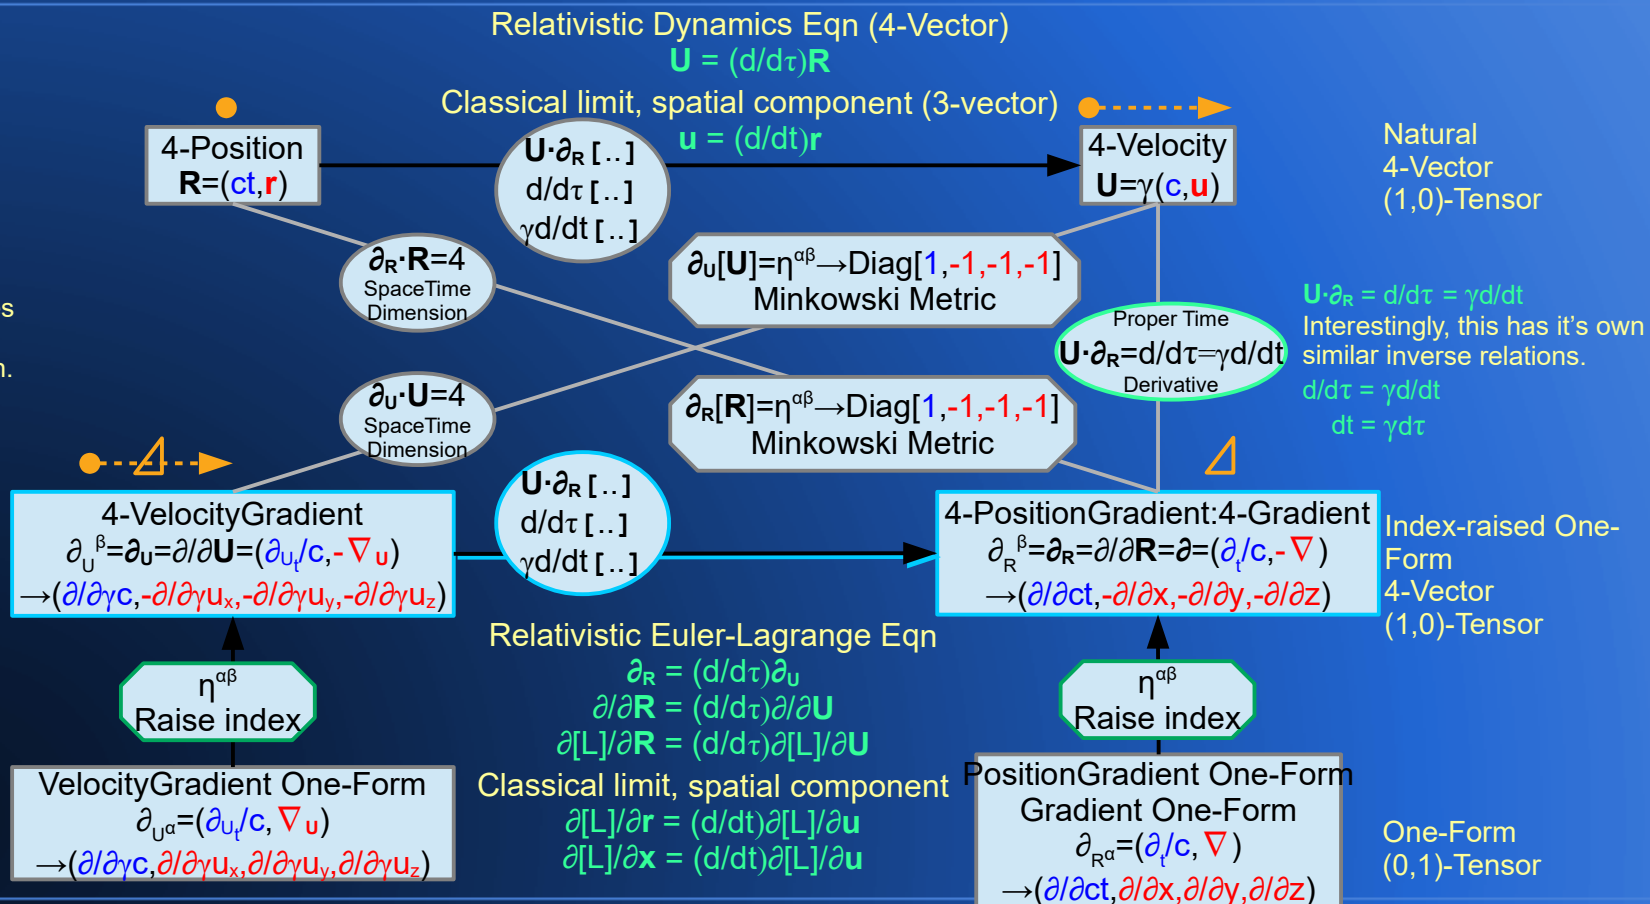 Relativistic Dynamics Eqn (4-Vector)
U = (d/dτ)R
Classical limit, spatial component (3-vector)
u = (d/dt)r
4-Position
R=(ct,r)
U·∂R [..]
d/dτ [..]
γd/dt [..]
4-Velocity
U=γ(c,u)
Natural
4-Vector
(1,0)-Tensor
∂R·R=4
SpaceTime
Dimension
∂U[U]=ηαβ→Diag[1,-1,-1,-1]
Minkowski Metric
es
n.
Proper Time
U·∂R=d/dτ=γd/dt
Derivative
U·∂R = d/dτ = γd/dt
Interestingly, this has it's own
similar inverse relations.
d/dτ = γd/dt
dt = γdτ
∂U·U=4
SpaceTime
Dimension
∂R[R]=ηαβ→Diag[1,-1,-1,-1]
Minkowski Metric
4-VelocityGradient
∂Uβ=∂U=∂/∂U=(∂Ut/c,-∇U)
→(∂/∂γc,-∂/∂γux,-∂/∂γuy,-∂/∂γuz)
U·∂R [..]
d/dτ [..]
γd/dt [..]
4-PositionGradient:4-Gradient
∂Rβ=∂R=∂/∂R=∂=(∂t/c,-∇)
→(∂/∂ct,-∂/∂x,-∂/∂y,-∂/∂z)
Index-raised One-
Form
4-Vector
(1,0)-Tensor
ηαβ
Raise index
Relativistic Euler-Lagrange Eqn
∂R = (d/dτ)∂U
∂/∂R = (d/dτ)∂/∂U
∂[L]/∂R = (d/dτ)∂[L]/∂U
Classical limit, spatial component
∂[L]/∂r = (d/dt)∂[L]/∂u
∂[L]/∂x = (d/dt)∂[L]/∂u
ηαβ
Raise index
VelocityGradient One-Form
∂Uα=(∂Ut/c,∇U)
→(∂/∂γc,∂/∂γux,∂/∂γuy,∂/∂γuz)
PositionGradient One-Form
Gradient One-Form
∂Rα=(∂t/c,∇)
→(∂/∂ct,∂/∂x,∂/∂y,∂/∂z)
One-Form
(0,1)-Tensor